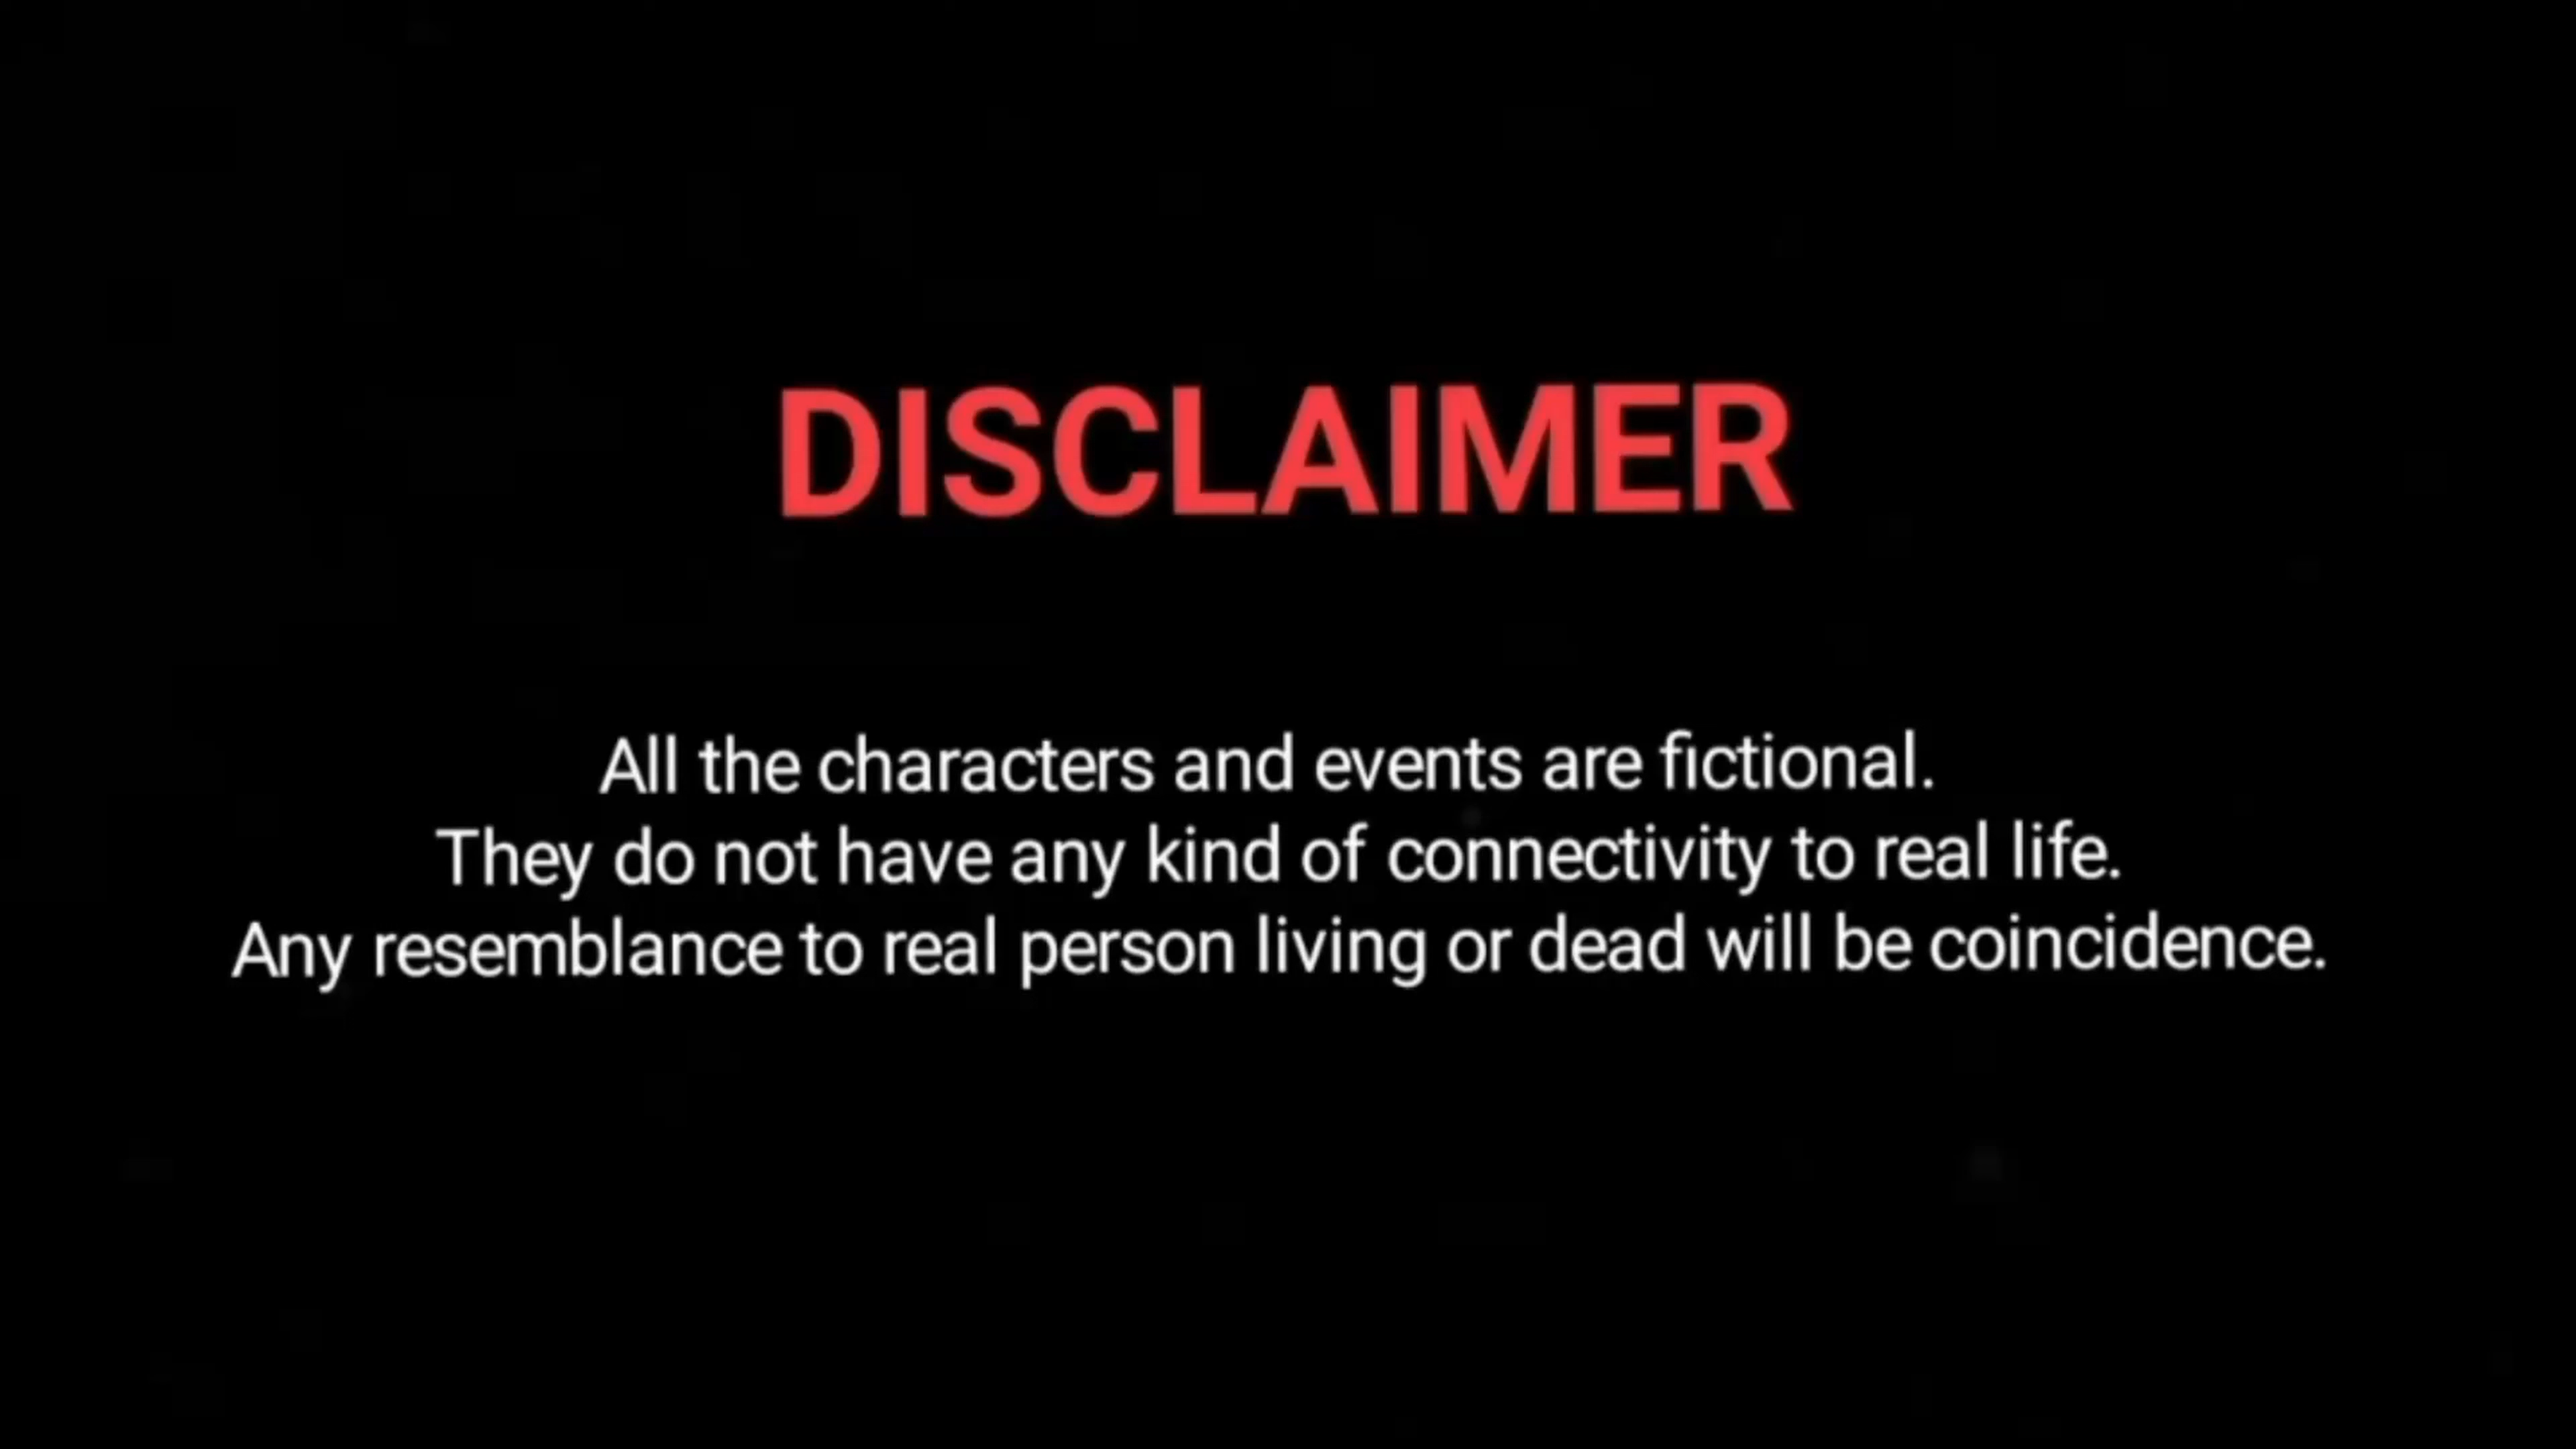 DISCLAIMER
All the characters and events are fictional.
They do not have any kind of connectivity to real life.
Any resemblance to real person living or dead will be coincidence.